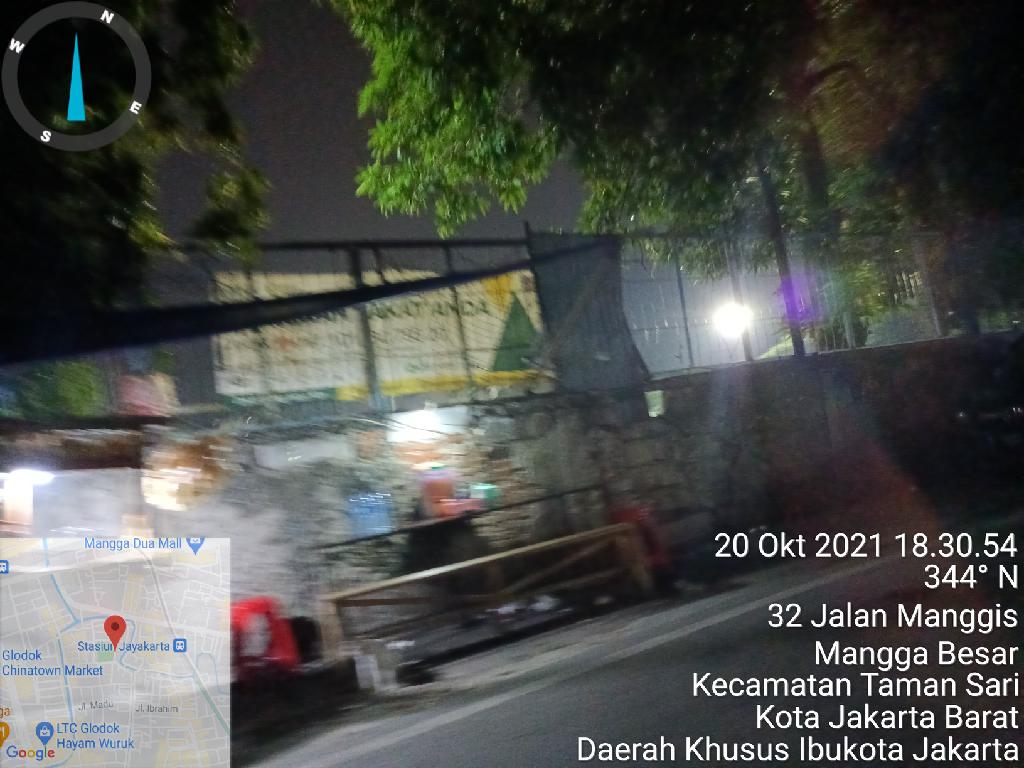 N
W
E
S
AKAT ANDA
20 Okt 2021 18.30.54
344° N
32 Jalan Manggis
Mangga Besar
Kecamatan Taman Sari
Kota Jakarta Barat
Daerah Khusus Ibukota Jakarta
Mangga Dua Mall
Stasiun Jayakarta
Glodok
Chinatown Market
Jl. Madu
Jl. Ibrahim
LTC Glodok
Hayam Wuruk
Google